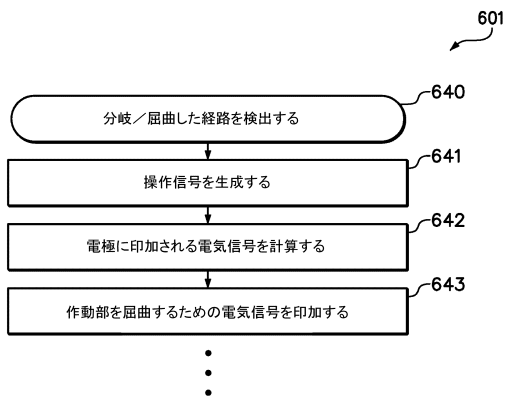 601
640
分岐／屈曲した経路を検出する
641
操作信号を生成する
642
電極に印加される電気信号を計算する
643
作動部を屈曲するための電気信号を印加する